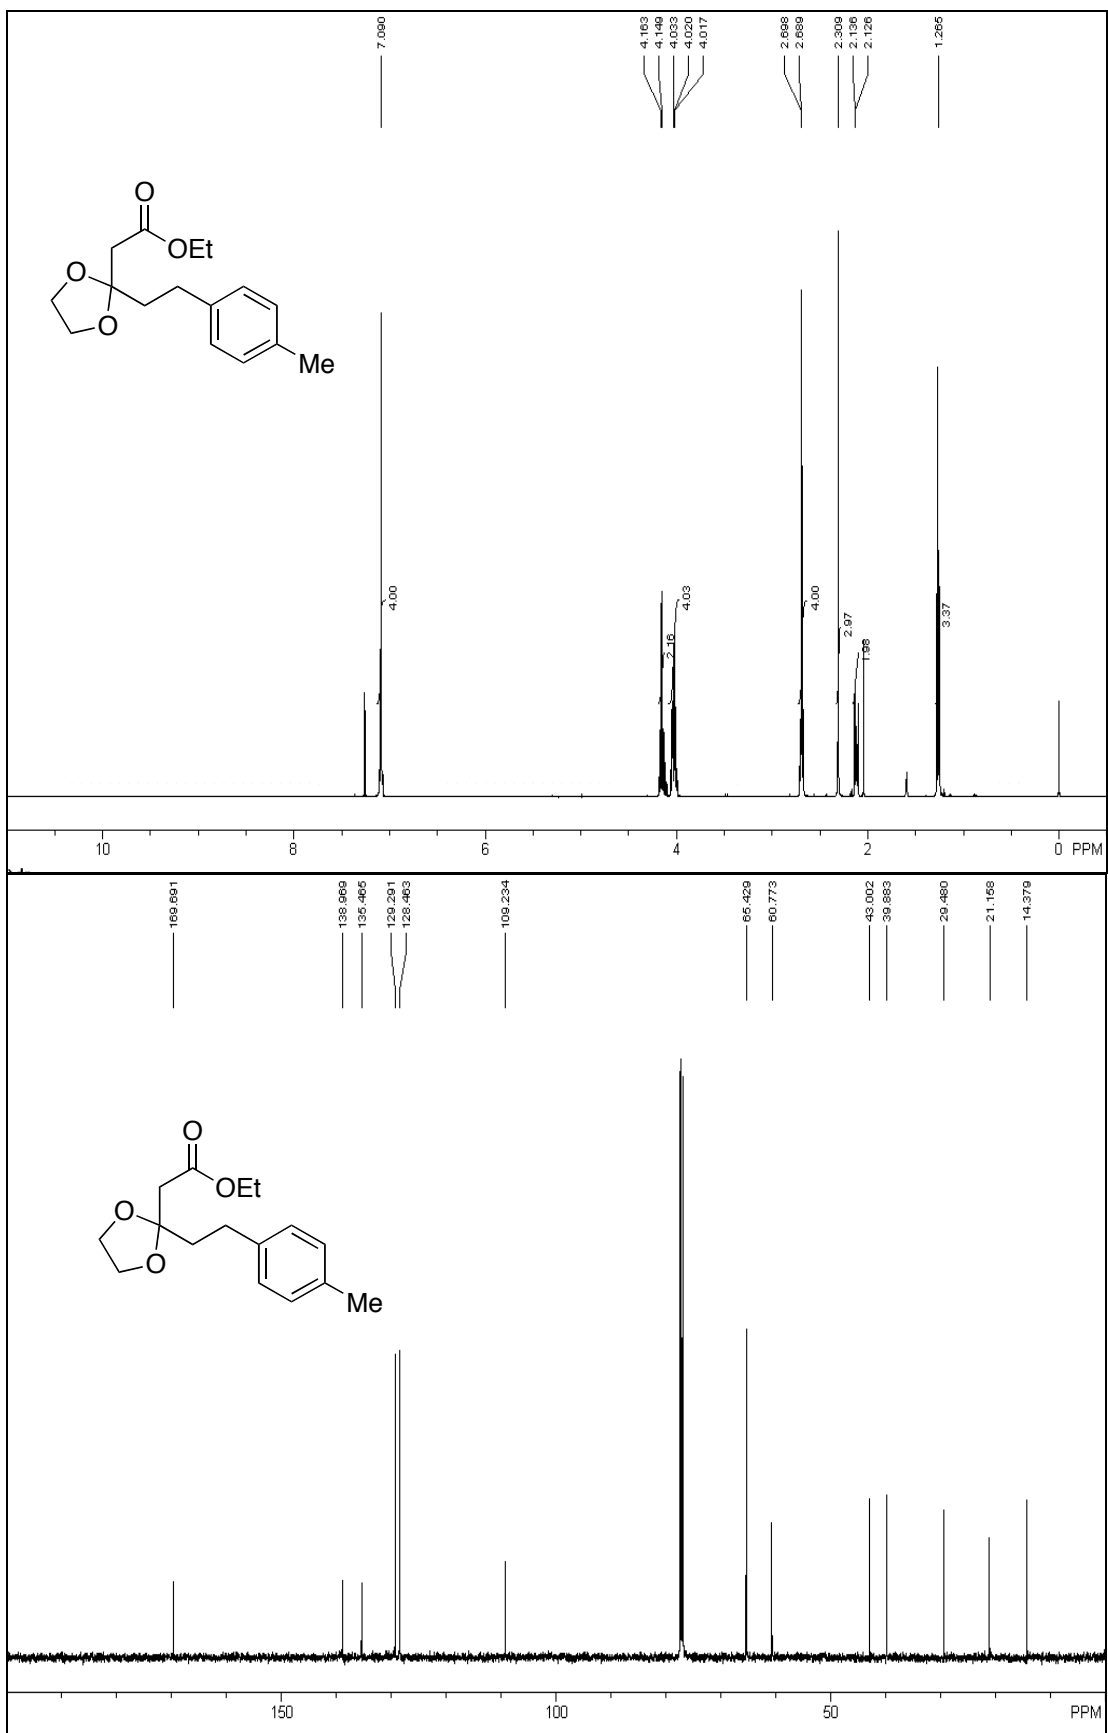 7.090
4.163
4.149
4.033
4.020
4.017
2.698
2.689
2.309
2.136
2.126
1.265
O
OEt
O
O
Me
4.00
2.16
4.03
4.00
2.97
1.98
3.37
10 8 6 4 2 0 PPM
169.691
138.969
135.465
129.291
128.463
109.234
65.429
60.773
43.002
39.883
29.480
21.158
14.379
O
OEt
O
O
Me
150 100 50 PPM